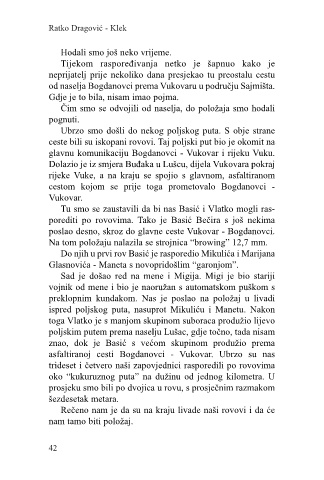 Ratko Dragović - Klek
Hodali smo još neko vrijeme.
Tijekom raspoređivanja netko je šapnuo kako je
neprijatelj prije nekoliko dana presjekao tu preostalu cestu
od naselja Bogdanovci prema Vukovaru u području Sajmišta.
Gdje je to bila, nisam imao pojma.
Čim smo se odvojili od naselja, do položaja smo hodali
pognuti.
Ubrzo smo došli do nekog poljskog puta. S obje strane
ceste bili su iskopani rovovi. Taj poljski put bio je okomit na
glavnu komunikaciju Bogdanovci - Vukovar i rijeku Vuku.
Dolazio je iz smjera Buđaka u Lušcu, dijela Vukovara pokraj
rijeke Vuke, a na kraju se spojio s glavnom, asfaltiranom
cestom kojom se prije toga prometovalo Bogdanovci -
Vukovar.
Tu smo se zaustavili da bi nas Basić i Vlatko mogli ras-
porediti po rovovima. Tako je Basić Bečira s još nekima
poslao desno, skroz do glavne ceste Vukovar - Bogdanovci.
Na tom položaju nalazila se strojnica “browing” 12,7 mm.
Do njih u prvi rov Basić je rasporedio Mikulića i Marijana
Glasnovića - Maneta s novopridošlim “garonjom”.
Sad je došao red na mene i Migija. Migi je bio stariji
vojnik od mene i bio je naoružan s automatskom puškom s
preklopnim kundakom. Nas je poslao na položaj u livadi
ispred poljskog puta, nasuprot Mikuliću i Manetu. Nakon
toga Vlatko je s manjom skupinom suboraca produžio lijevo
poljskim putem prema naselju Lušac, gdje točno, tada nisam
znao, dok je Basić s većom skupinom produžio prema
asfaltiranoj cesti Bogdanovci - Vukovar. Ubrzo su nas
trideset i četvero naši zapovjednici rasporedili po rovovima
oko “kukuruznog puta” na dužinu od jednog kilometra. U
prosjeku smo bili po dvojica u rovu, s prosječnim razmakom
šezdesetak metara.
Rečeno nam je da su na kraju livade naši rovovi i da će
nam tamo biti položaj.
42